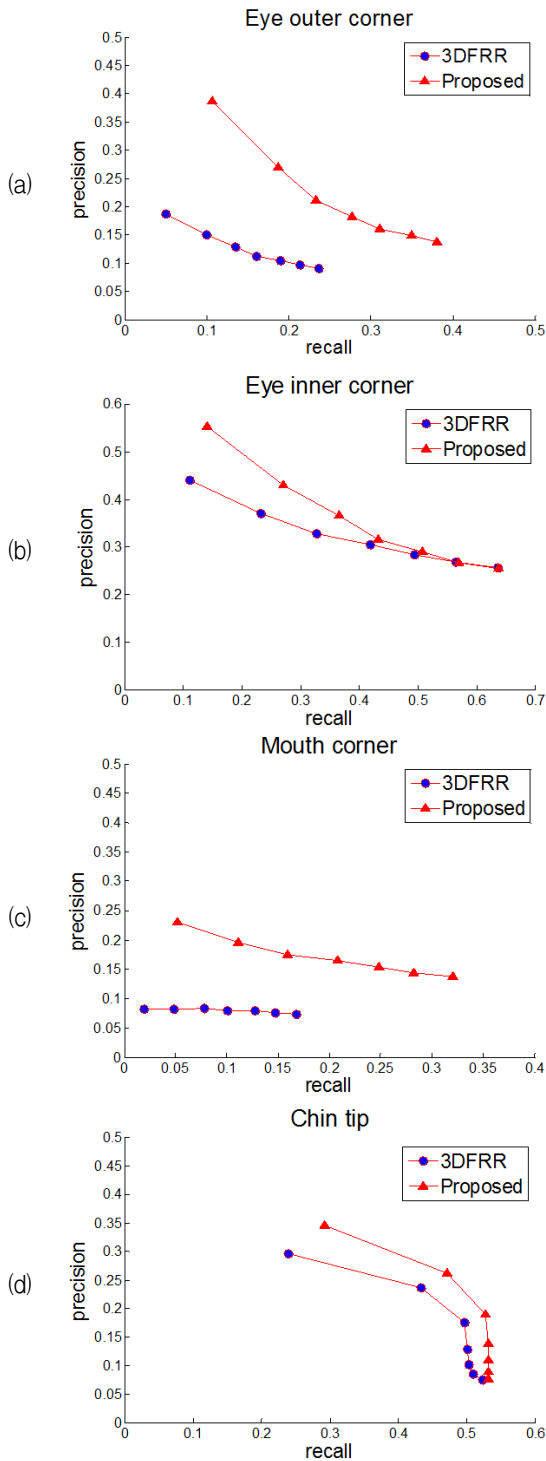 Eye outer corner
0.5
0.45
0.4
0.35
0.3
0.25
0.2
0.15
0.1
0.05
0
precision
3DFRR
Proposed
(a)
0 0.1 0.2 0.3 0.4 0.5
recall
Eye inner corner
0.6
0.5
0.4
0.3
0.2
0.1
0
precision
3DFRR
Proposed
(b)
0 0.1 0.2 0.3 0.4 0.5 0.6 0.7
recall
Mouth corner
0.5
0.45
0.4
0.35
0.3
0.25
0.2
0.15
0.1
0.05
0
precision
3DFRR
Proposed
(c)
0 0.05 0.1 0.15 0.2 0.25 0.3 0.35 0.4
recall
Chin tip
0.5
0.45
0.4
0.35
0.3
0.25
0.2
0.15
0.1
0.05
0
precision
3DFRR
Proposed
(d)
0 0.1 0.2 0.3 0.4 0.5 0.6
recall